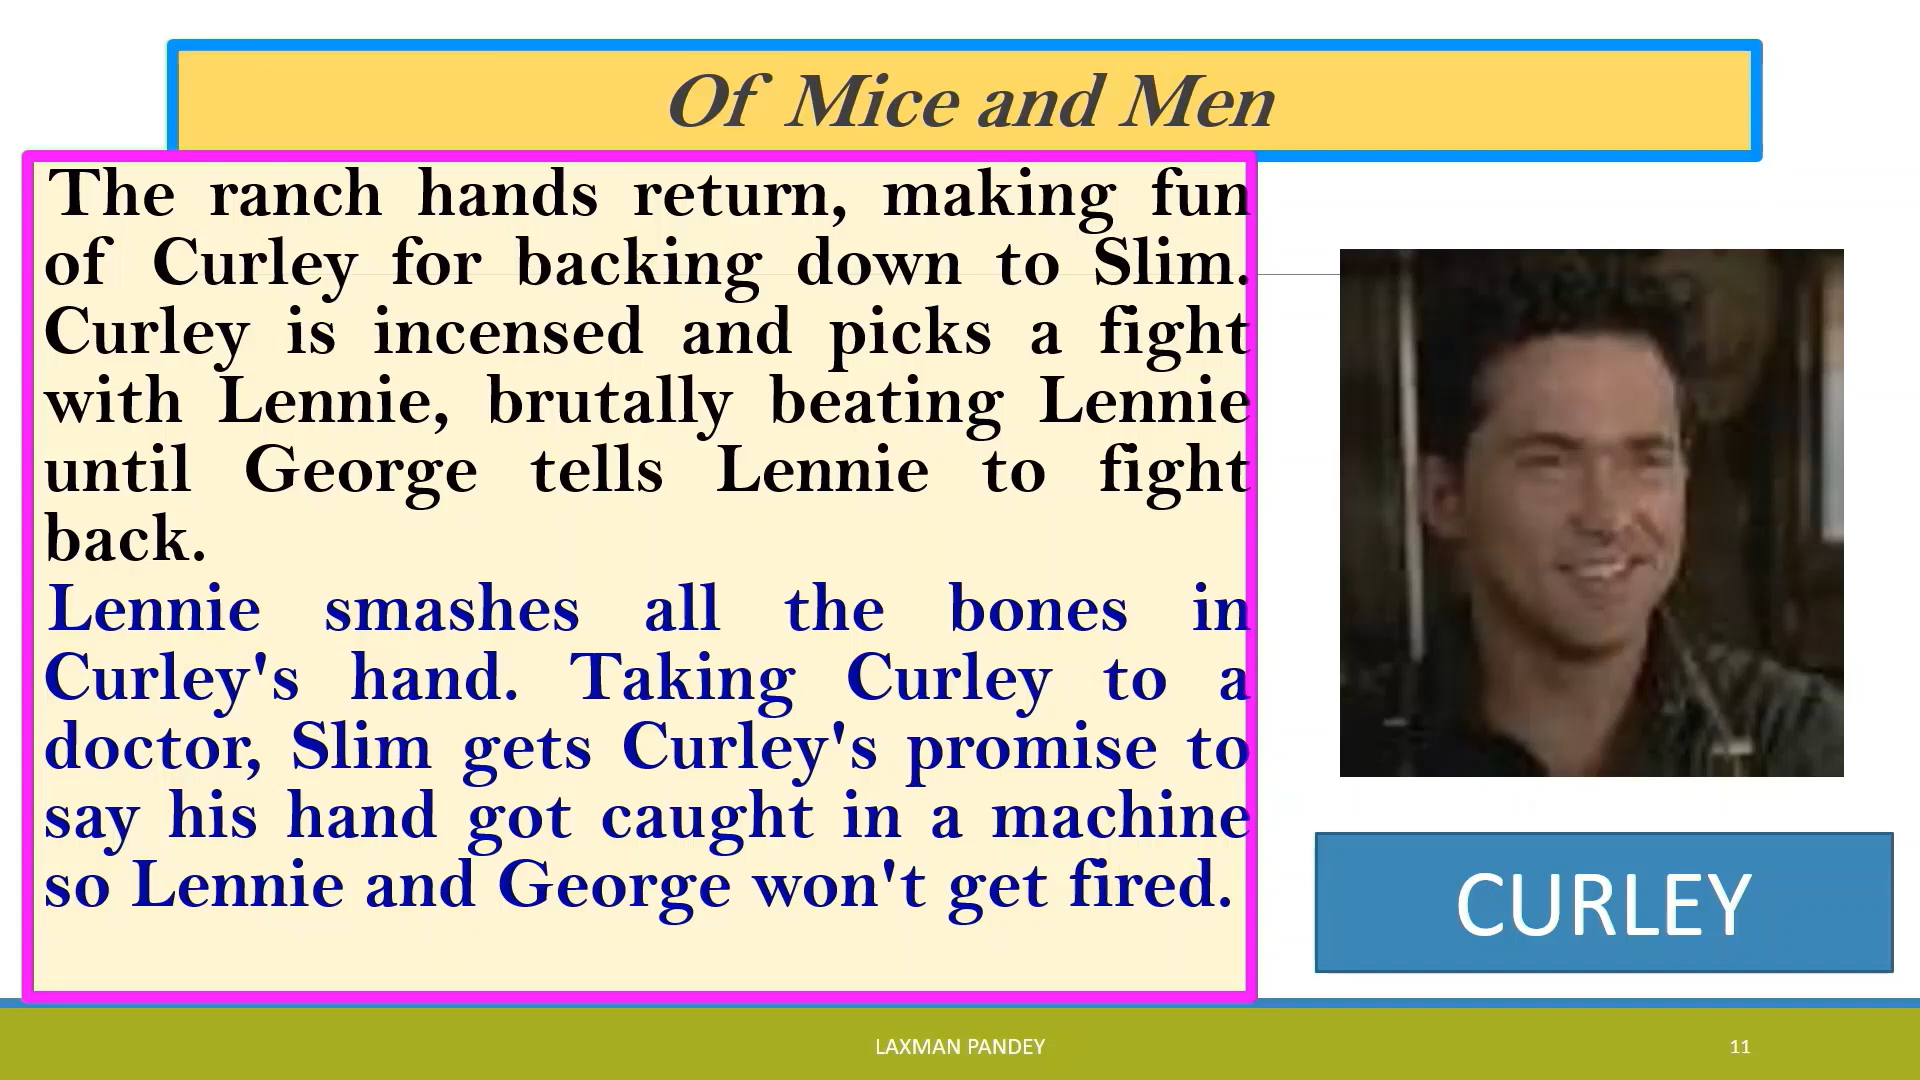 Of Mice and Men
The ranch hands return, making fun
of Curley for backing down to Slim.
Curley is incensed and picks a fight
with Lennie, brutally beating Lennie
until George tells Lennie to fight
back.
Lennie smashes all the bones in
Curley's hand. Taking Curley to a
doctor, Slim gets Curley's promise to
say his hand got caught in a machine
so Lennie and George won't get fired.
CURLEY
LAXMAN PANDEY
11